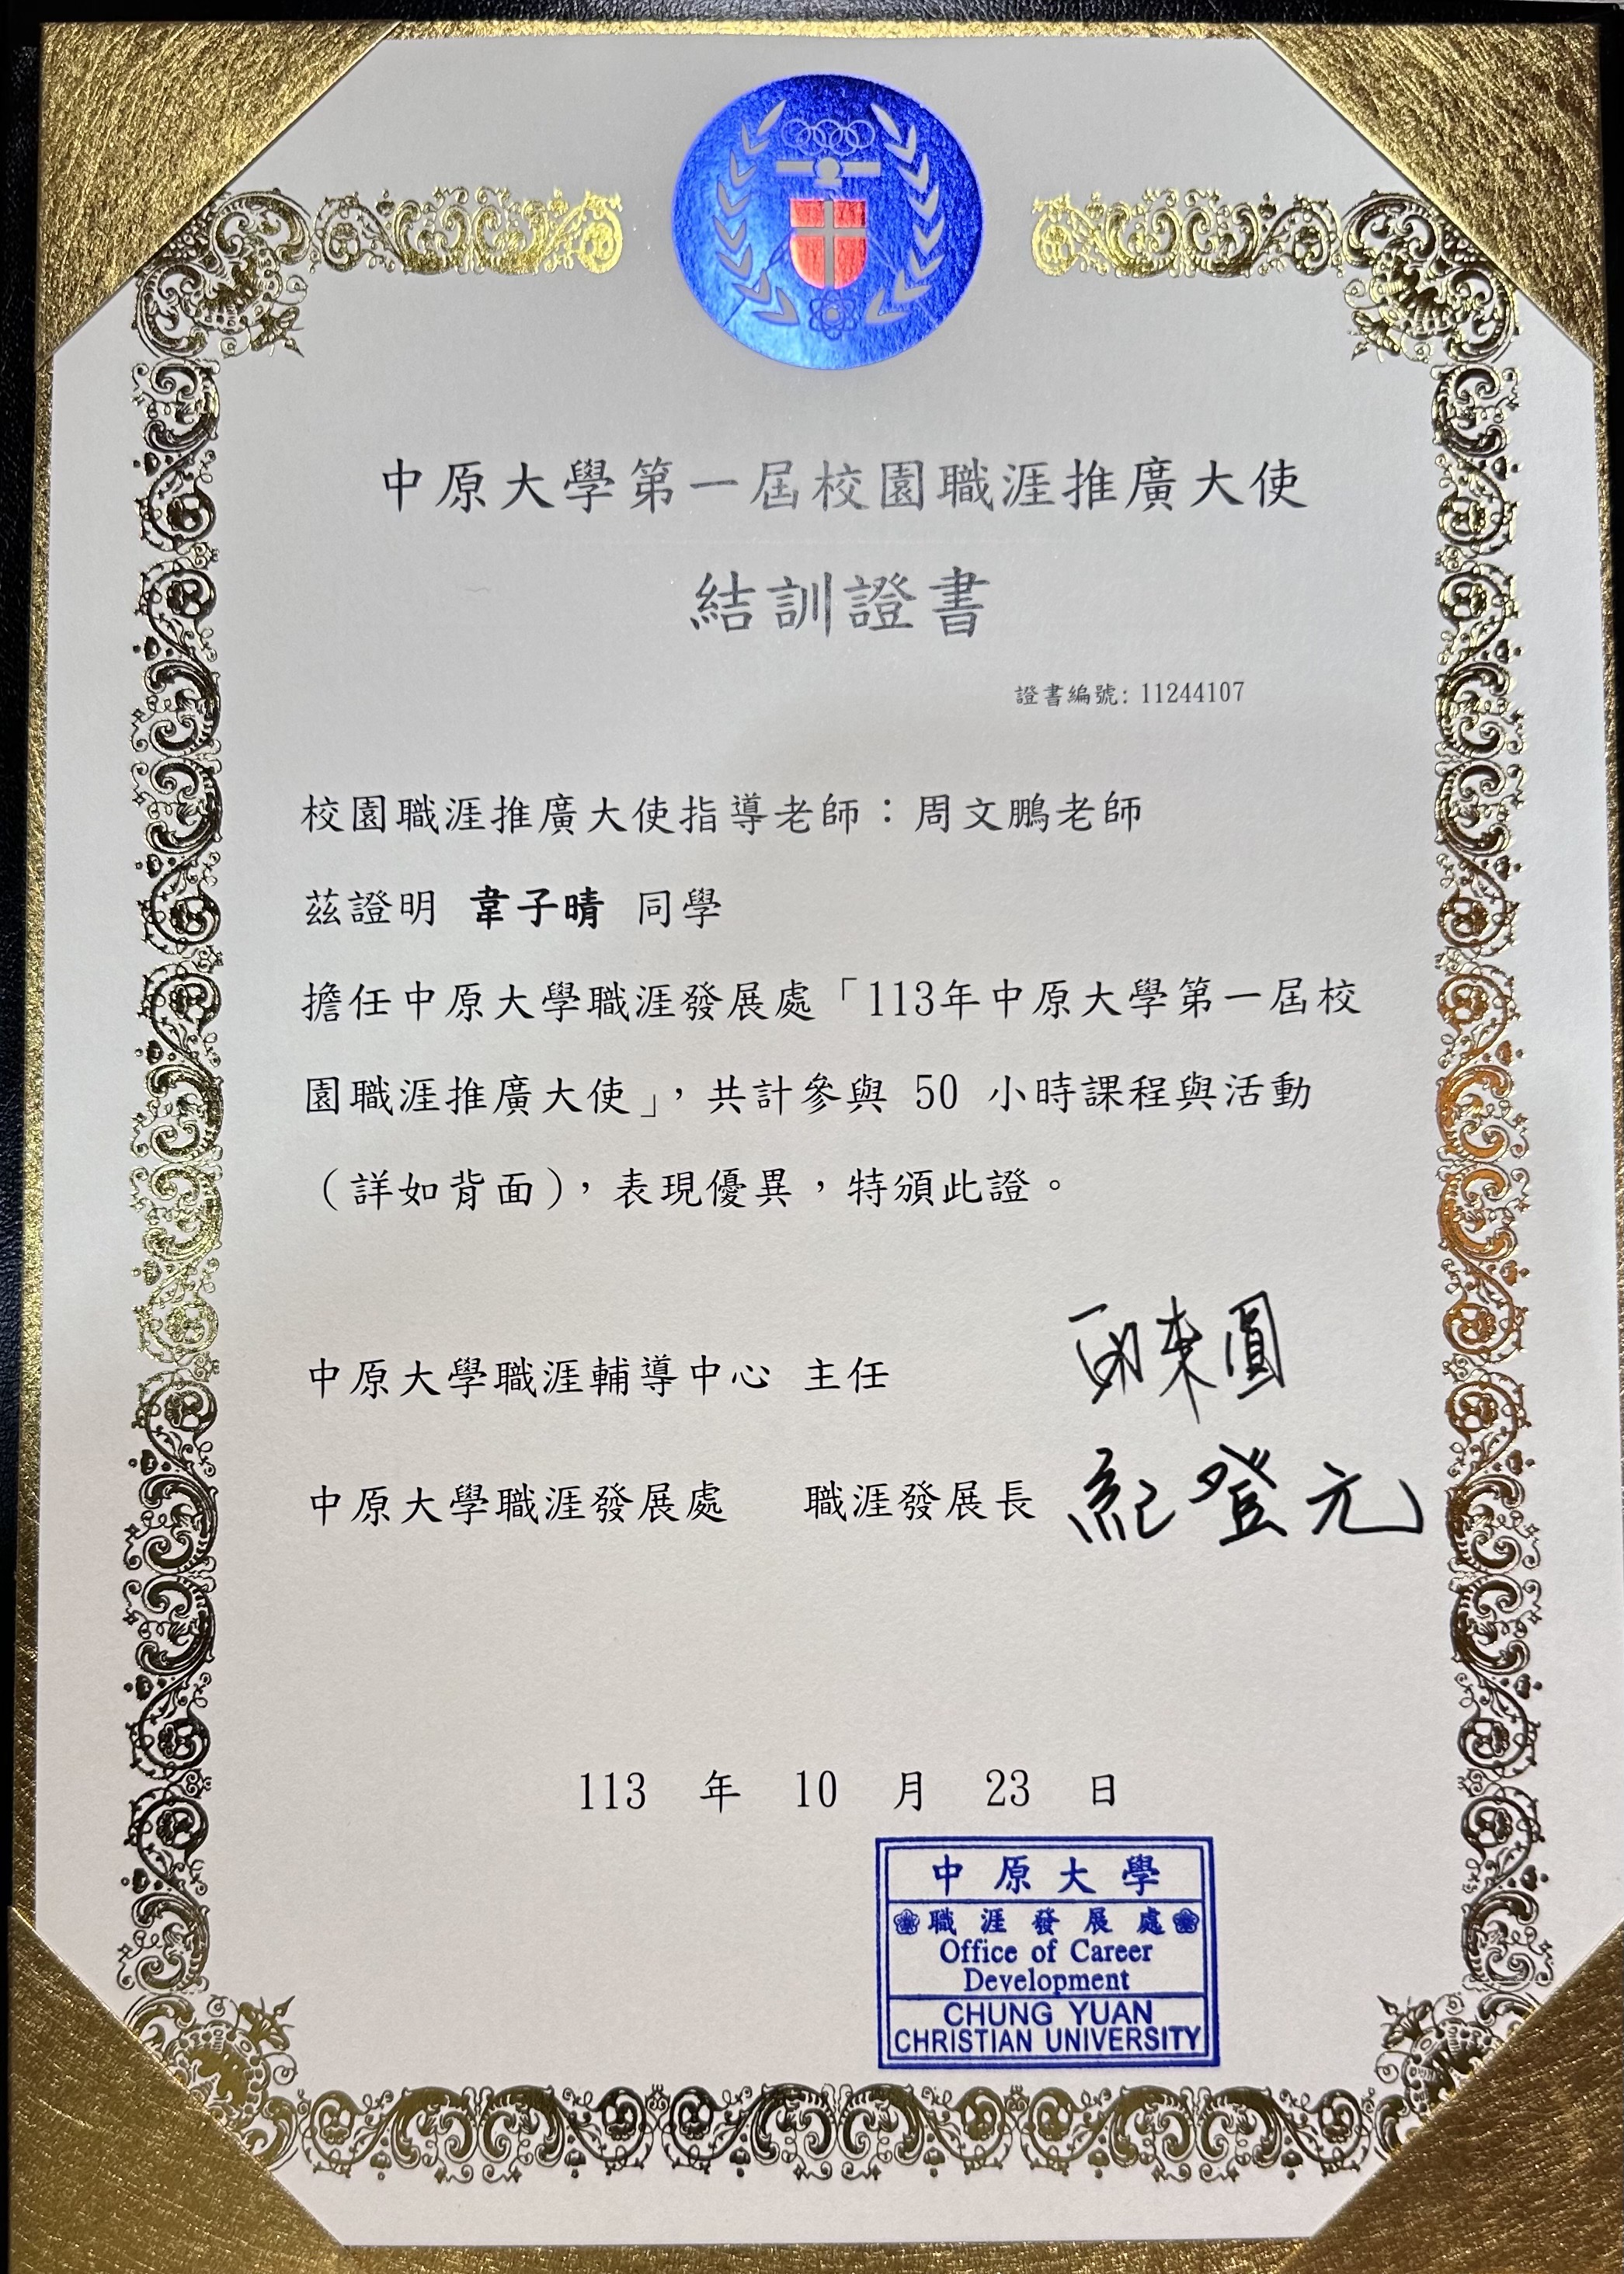 中原大學第一屆校園職涯推廣大使
結訓證書
證書編號: 11244107
校園職涯推廣大使指導老師：周文鵬老師
茲證明 韋子晴 同學
擔任中原大學職涯發展處「113年中原大學第一屆校
園職涯推廣大使」，共計參與 50 小時課程與活動
（詳如背面），表現優異，特頒此證。
中原大學職涯輔導中心 主任
中原大學職涯發展處 職涯發展長 紀登元
113 年 10 月 23 日
中原大學
職涯發展處
Office of Career
Development
CHUNG YUAN
CHRISTIAN UNIVERSITY